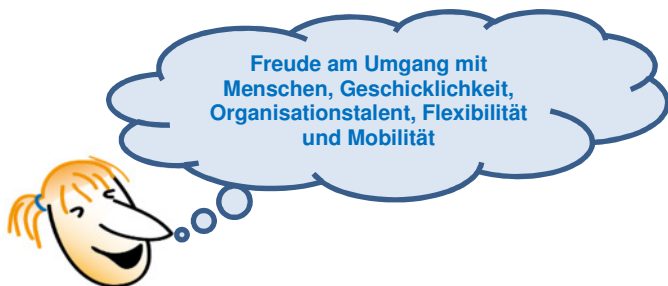 Freude am Umgang mit
Menschen, Geschicklichkeit,
Organisationstalent, Flexibilität
und Mobilität